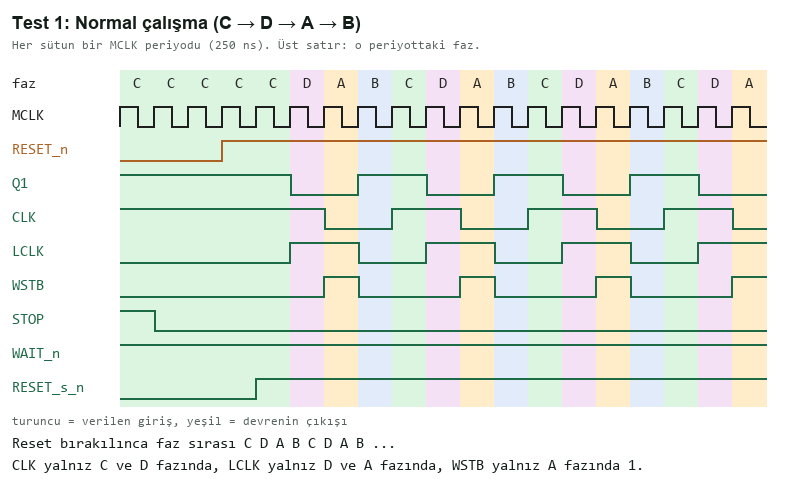 Test 1: Normal çalışma (C → D → A → B)
Her sütun bir MCLK periyodu (250 ns). Üst satır: o periyottaki faz.
faz C C C C C D A B C D A B C D A B C D A
MCLK
RESET_n
Q1
CLK
LCLK
WSTB
STOP
WAIT_n
RESET_s_n
turuncu = verilen giriş, yeşil = devrenin çıkışı
Reset bırakılınca faz sırası C D A B C D A B ...
CLK yalnız C ve D fazında, LCLK yalnız D ve A fazında, WSTB yalnız A fazında 1.